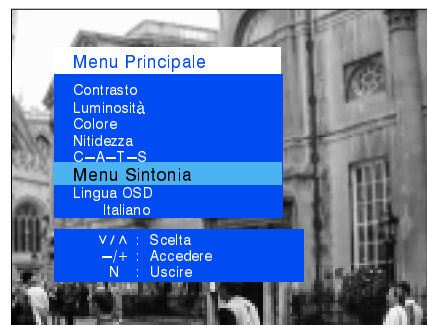 Menu Principale
Contrasto
Luminosità
Colore
Nitidezza
C–A–T–S
Menu Sintonia
Lingua OSD
Italiano
∨/∧ : Scelta
–/+ : Accedere
N : Uscire